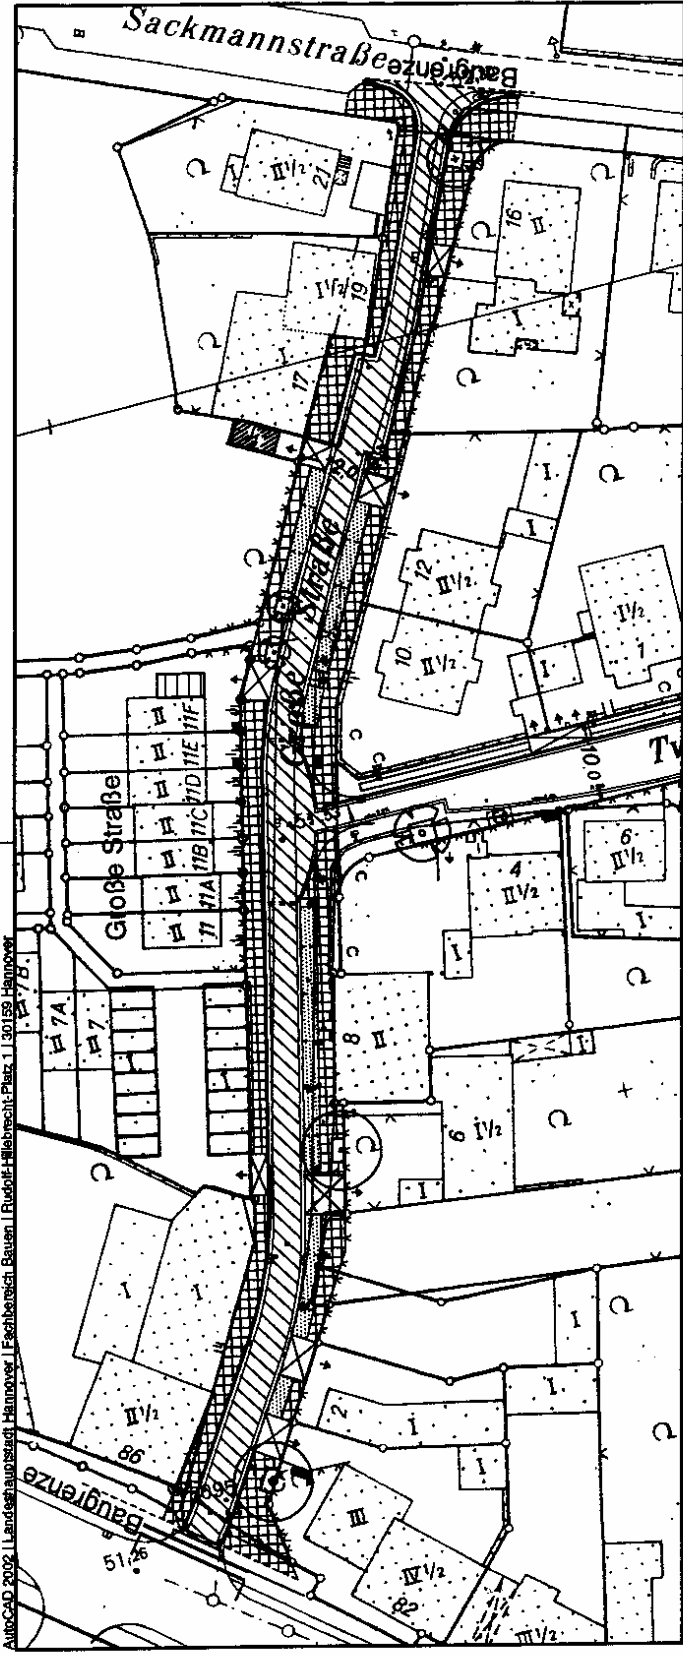 Sackmannstraße
Baugrenze
II½
I
21
16
II
I½
19
I
I
17
I
I
12
II½
10
II½
I½
1
I
Große Straße
II 11F
II 11E
II 11D
II 11C
II 11B
II 11A
II 11
Große Straße
Tw
6
II½
4
II½
I
I
II 7B
II 7A
II 7
I
I
8
II
6
I½
I
I
I
I
I
I
2
I
I
II½
86
Baugrenze
51,26
III
IV½
82
III½
AutoCAD 2002 | Landeshauptstadt Hannover | Fachbereich Bauen | Rudolf-Hillebrecht-Platz 1 | 30159 Hannover